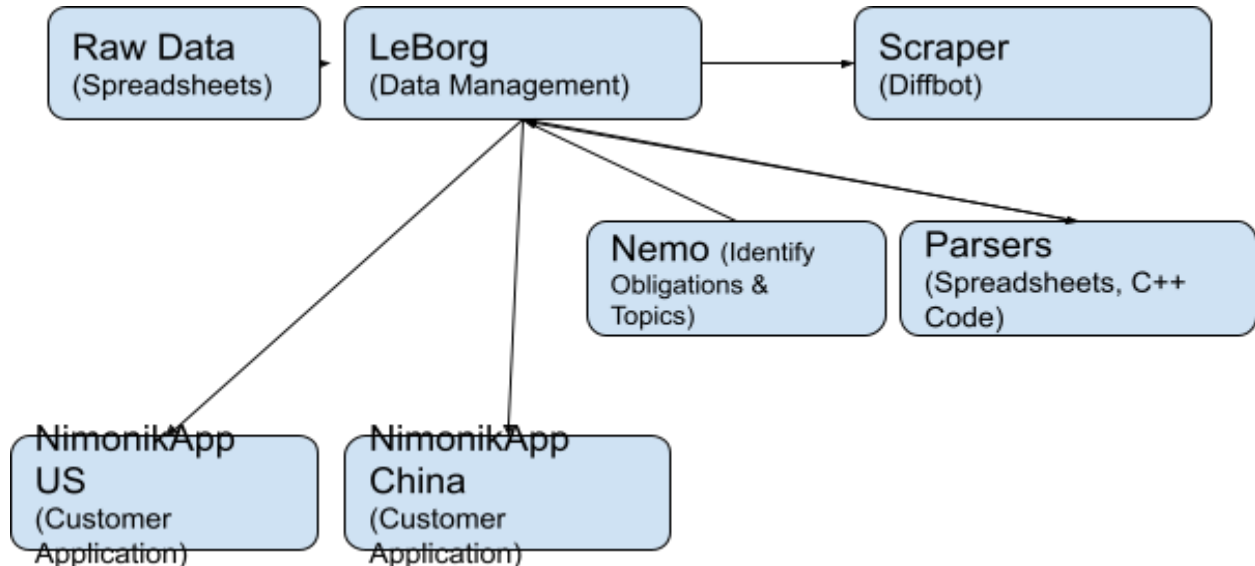 Raw Data
(Spreadsheets)
LeBorg
(Data Management)
Scraper
(Diffbot)
Nemo (Identify
Obligations &
Topics)
Parsers
(Spreadsheets, C++
Code)
NimonikApp
US
(Customer
Application)
NimonikApp
China
(Customer
Application)